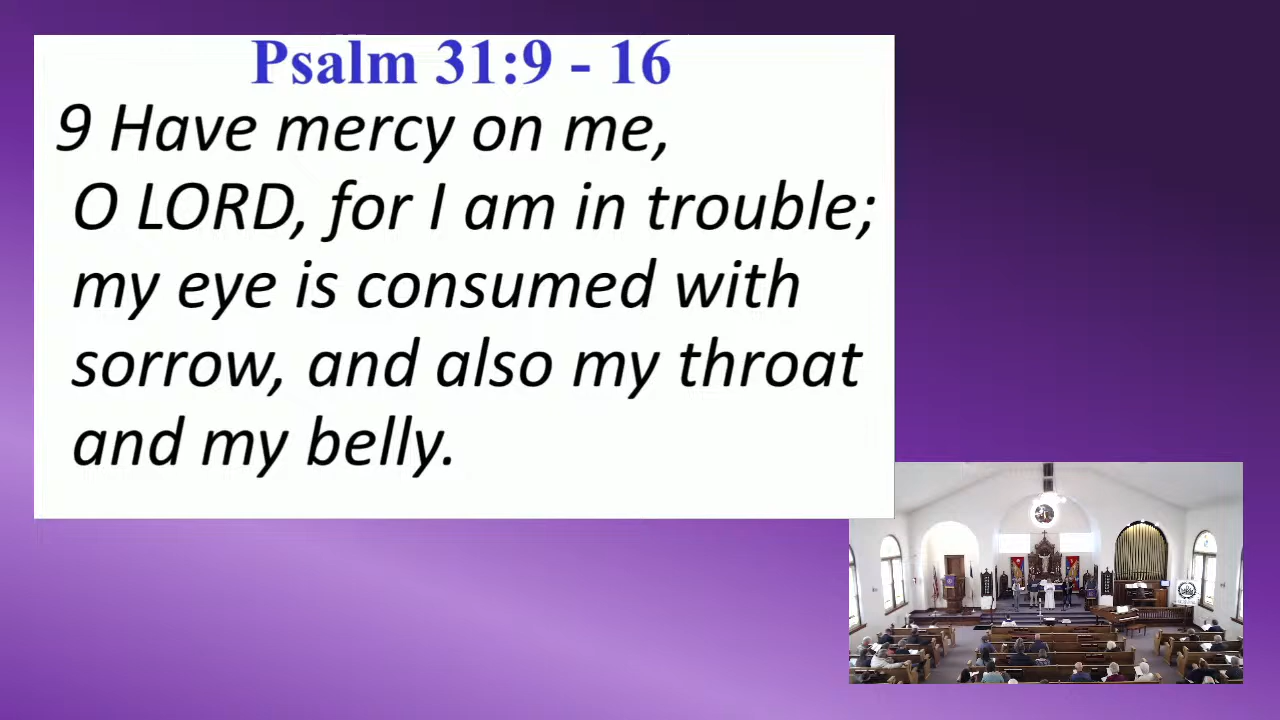 Psalm 31:9 - 16
9 Have mercy on me,
O LORD, for I am in trouble;
my eye is consumed with
sorrow, and also my throat
and my belly.